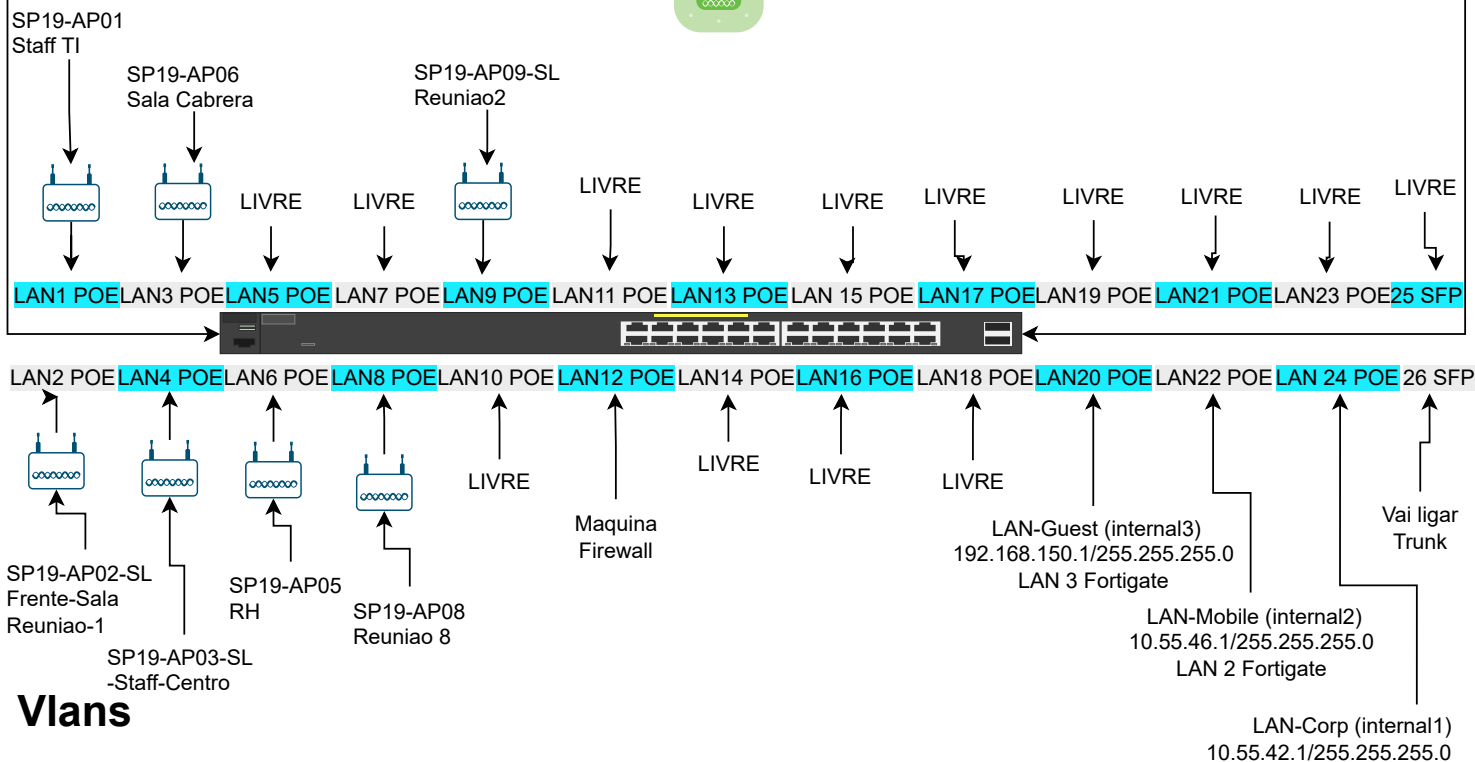 SP19-AP01
Staff TI
SP19-AP06
Sala Cabrera
SP19-AP09-SL
Reuniao2
LIVRE
LIVRE
LIVRE
LIVRE
LIVRE
LIVRE
LIVRE
LIVRE
LIVRE
LIVRE
LAN1 POE LAN3 POE LAN5 POE LAN7 POE LAN9 POE LAN11 POE LAN13 POE LAN 15 POE LAN17 POE LAN19 POE LAN21 POE LAN23 POE 25 SFP
LAN2 POE LAN4 POE LAN6 POE LAN8 POE LAN10 POE LAN12 POE LAN14 POE LAN16 POE LAN18 POE LAN20 POE LAN22 POE LAN 24 POE 26 SFP
SP19-AP02-SL
Frente-Sala
Reuniao-1
SP19-AP03-SL
-Staff-Centro
SP19-AP05
RH
SP19-AP08
Reuniao 8
LIVRE
Maquina
Firewall
LIVRE
LIVRE
LIVRE
LAN-Guest (internal3)
192.168.150.1/255.255.255.0
LAN 3 Fortigate
LAN-Mobile (internal2)
10.55.46.1/255.255.255.0
LAN 2 Fortigate
LAN-Corp (internal1)
10.55.42.1/255.255.255.0
Vai ligar
Trunk
Vlans